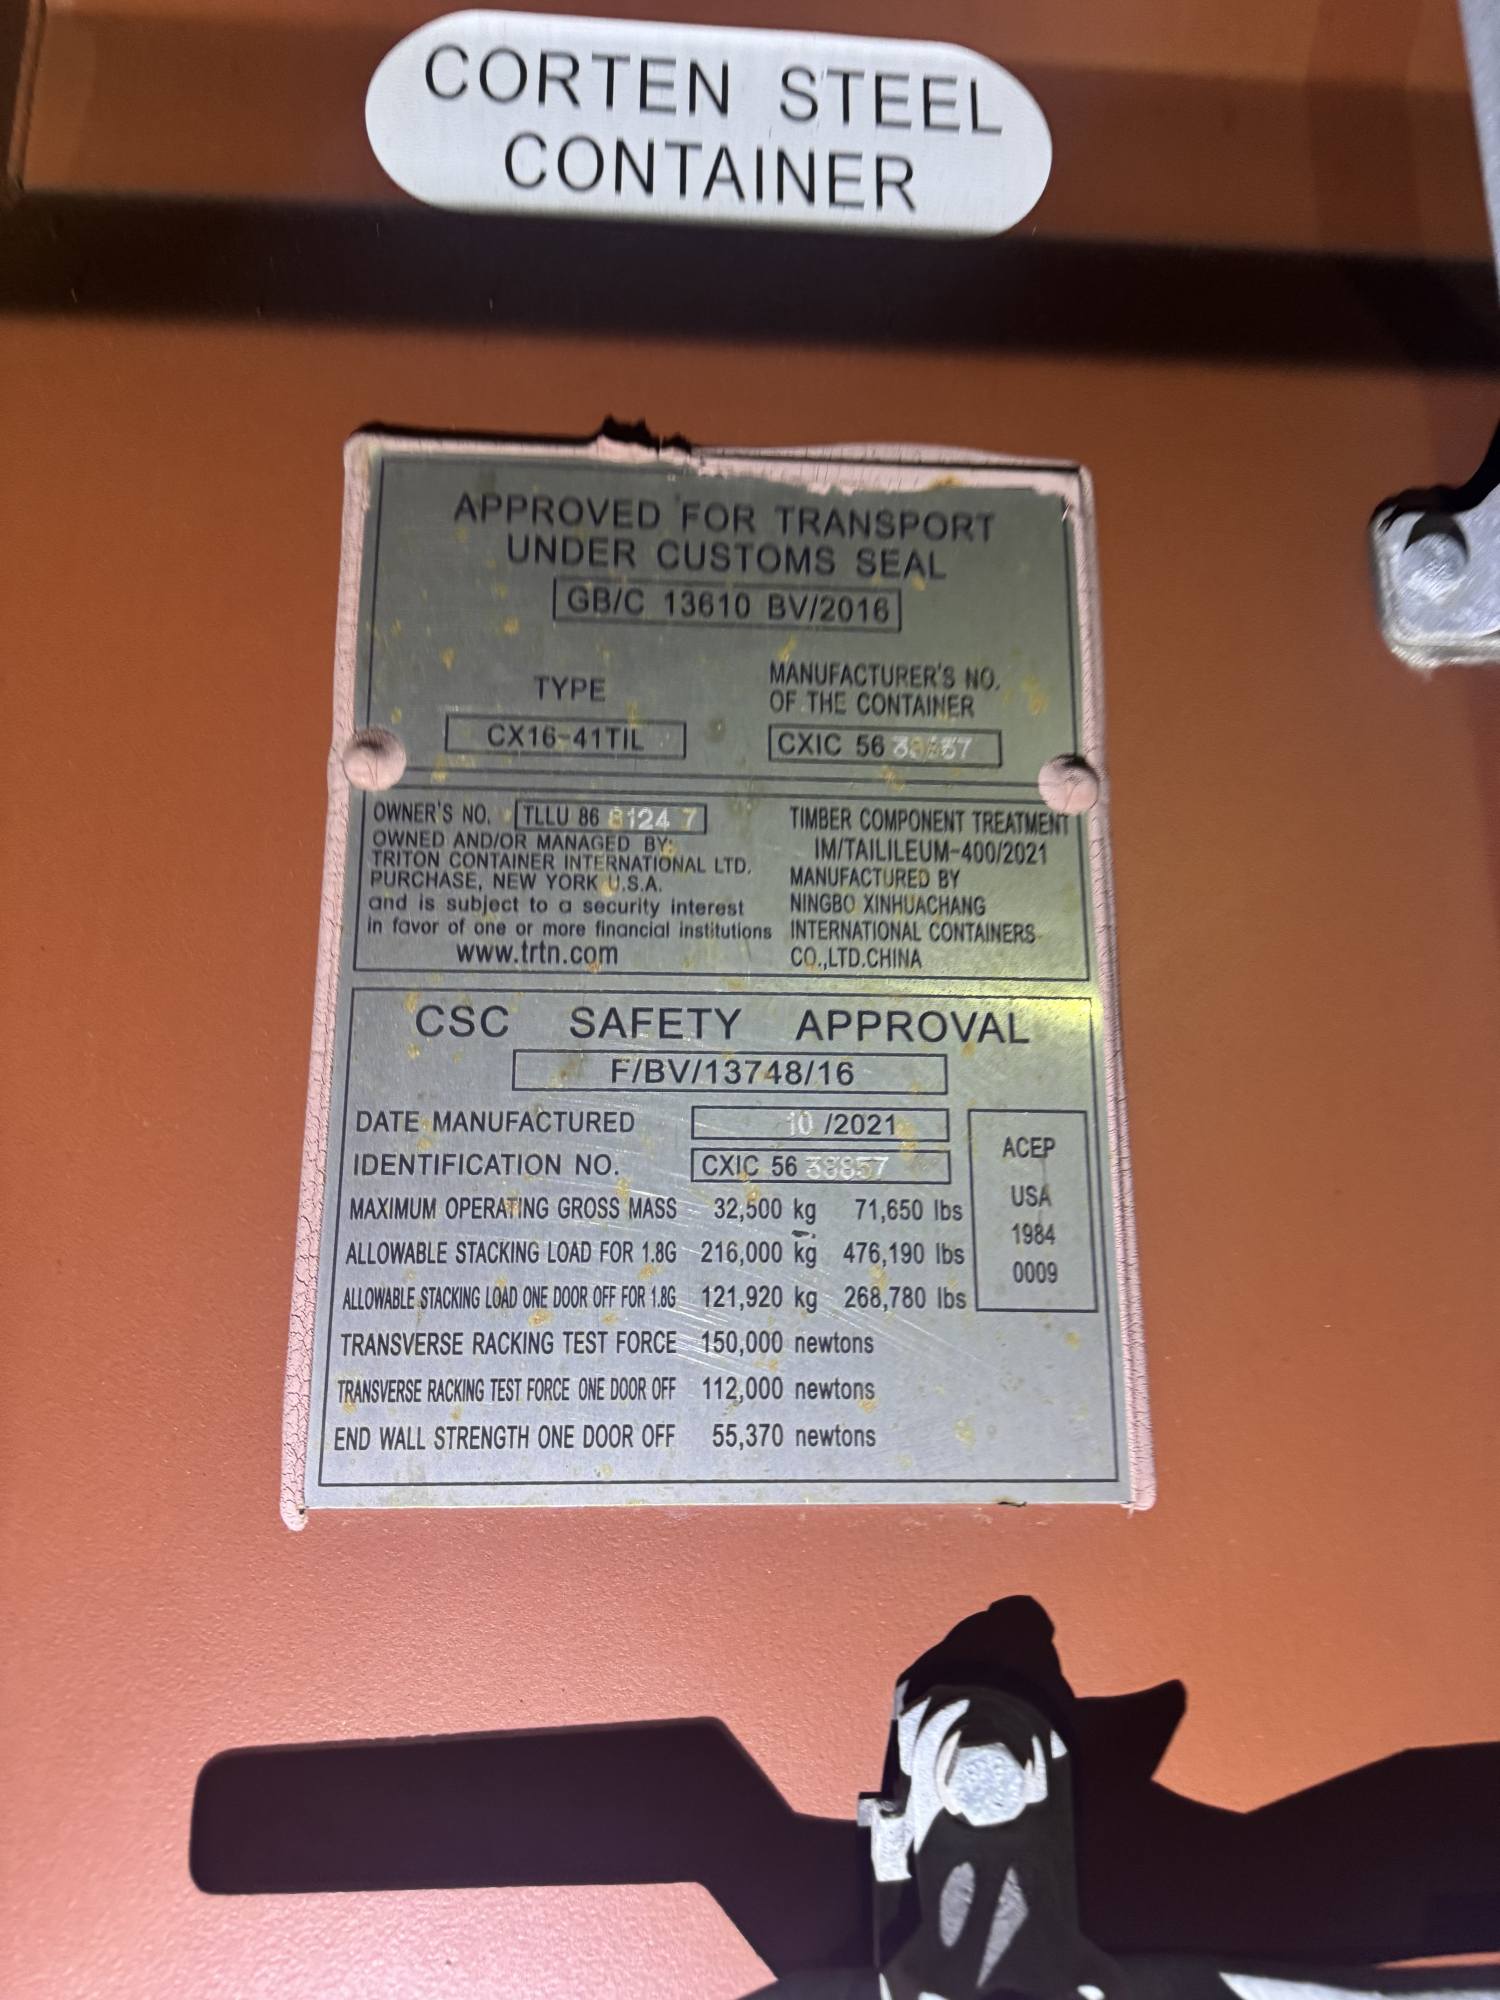 CORTEN STEEL
CONTAINER
APPROVED FOR TRANSPORT
UNDER CUSTOMS SEAL
GB/C 13610 BV/2016
TYPE
CX16-41TIL
MANUFACTURER'S NO.
OF THE CONTAINER
CXIC 56
OWNER'S NO. TLLU 86 8124 7
OWNED AND/OR MANAGED BY:
TRITON CONTAINER INTERNATIONAL LTD.
PURCHASE, NEW YORK U.S.A.
and is subject to a security interest
in favor of one or more financial institutions
www.trtn.com
TIMBER COMPONENT TREATMENT
IM/TAILILEUM-400/2021
MANUFACTURED BY
NINGBO XINHUACHANG
INTERNATIONAL CONTAINERS
CO.,LTD.CHINA
CSC SAFETY APPROVAL
F/BV/13748/16
DATE MANUFACTURED 10 /2021
IDENTIFICATION NO. CXIC 56
MAXIMUM OPERATING GROSS MASS 32,500 kg 71,650 lbs
ALLOWABLE STACKING LOAD FOR 1.8G 216,000 kg 476,190 lbs
ALLOWABLE STACKING LOAD ONE DOOR OFF FOR 1.8G 121,920 kg 268,780 lbs
TRANSVERSE RACKING TEST FORCE 150,000 newtons
TRANSVERSE RACKING TEST FORCE ONE DOOR OFF 112,000 newtons
END WALL STRENGTH ONE DOOR OFF 55,370 newtons
ACEP
USA
1984
0009